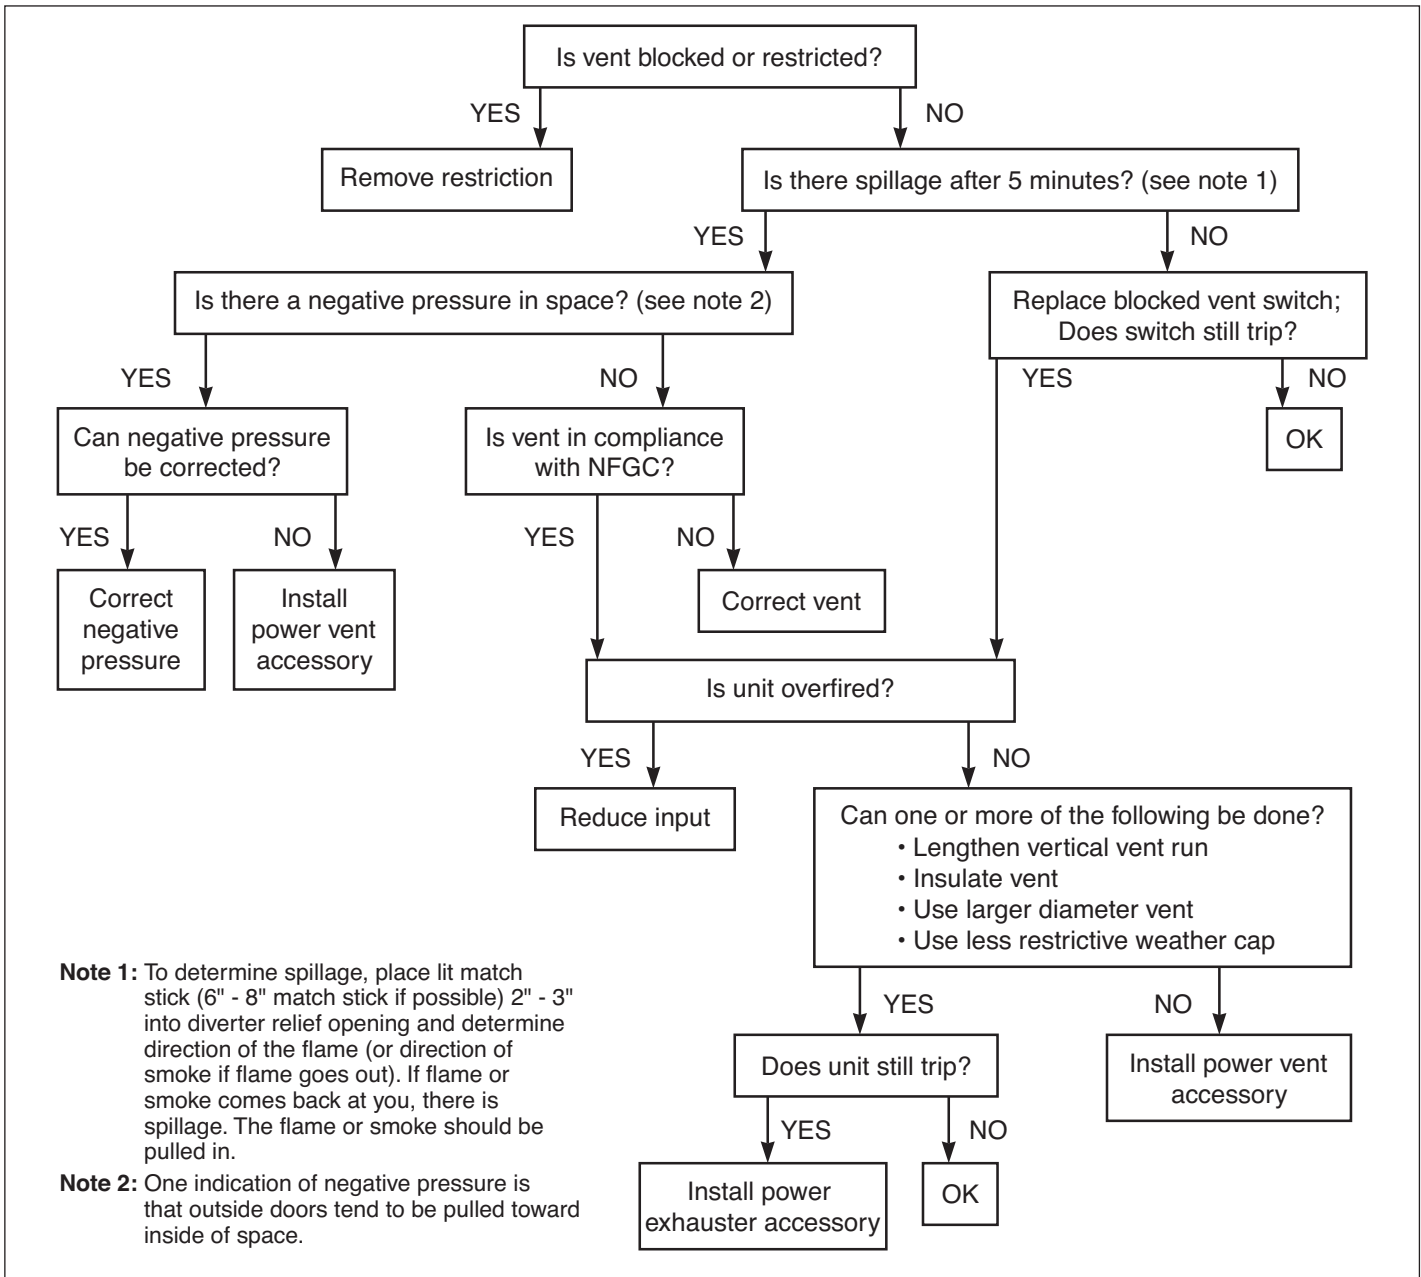 Is vent blocked or restricted?
YES
NO
Remove restriction
Is there spillage after 5 minutes? (see note 1)
YES
NO
Is there a negative pressure in space? (see note 2)
Replace blocked vent switch;
Does switch still trip?
YES
NO
YES
NO
Can negative pressure
be corrected?
Is vent in compliance
with NFGC?
OK
YES
NO
YES
NO
Correct
negative
pressure
Install
power vent
accessory
Correct vent
Is unit overfired?
YES
NO
Reduce input
Can one or more of the following be done?
• Lengthen vertical vent run
• Insulate vent
• Use larger diameter vent
• Use less restrictive weather cap
YES
NO
Does unit still trip?
Install power vent
accessory
YES
NO
Install power
exhauster accessory
OK
Note 1: To determine spillage, place lit match
stick (6" - 8" match stick if possible) 2" - 3"
into diverter relief opening and determine
direction of the flame (or direction of
smoke if flame goes out). If flame or
smoke comes back at you, there is
spillage. The flame or smoke should be
pulled in.
Note 2: One indication of negative pressure is
that outside doors tend to be pulled toward
inside of space.